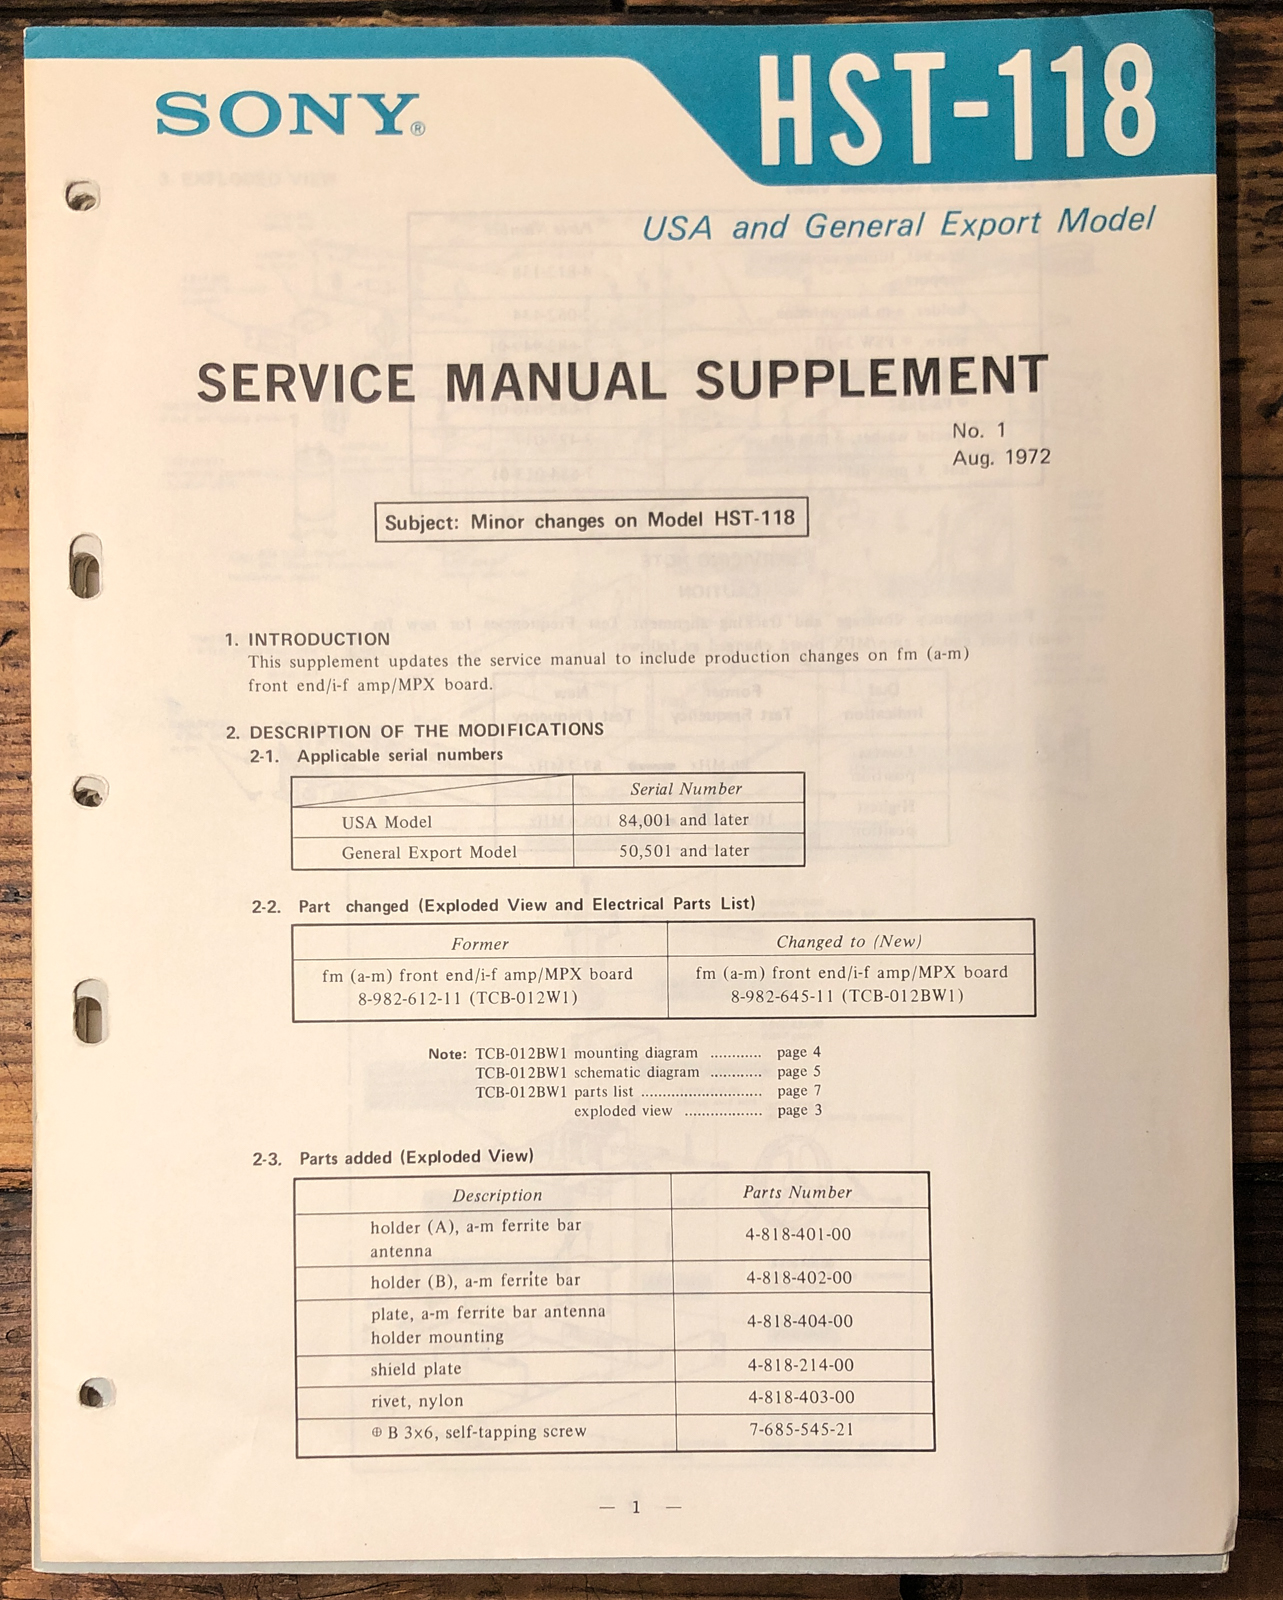 SONY®
HST-118
USA and General Export Model
SERVICE MANUAL SUPPLEMENT
No. 1
Aug. 1972
Subject: Minor changes on Model HST-118
1. INTRODUCTION
This supplement updates the service manual to include production changes on fm (a-m)
front end/i-f amp/MPX board.
2. DESCRIPTION OF THE MODIFICATIONS
2-1. Applicable serial numbers
Serial Number
USA Model 84,001 and later
General Export Model 50,501 and later
2-2. Part changed (Exploded View and Electrical Parts List)
Former Changed to (New)
fm (a-m) front end/i-f amp/MPX board fm (a-m) front end/i-f amp/MPX board
8-982-612-11 (TCB-012W1) 8-982-645-11 (TCB-012BW1)
Note: TCB-012BW1 mounting diagram ............ page 4
TCB-012BW1 schematic diagram ............ page 5
TCB-012BW1 parts list ............................ page 7
exploded view .................. page 3
2-3. Parts added (Exploded View)
Description Parts Number
holder (A), a-m ferrite bar
antenna 4-818-401-00
holder (B), a-m ferrite bar 4-818-402-00
plate, a-m ferrite bar antenna
holder mounting 4-818-404-00
shield plate 4-818-214-00
rivet, nylon 4-818-403-00
⊕ B 3×6, self-tapping screw 7-685-545-21
— 1 —